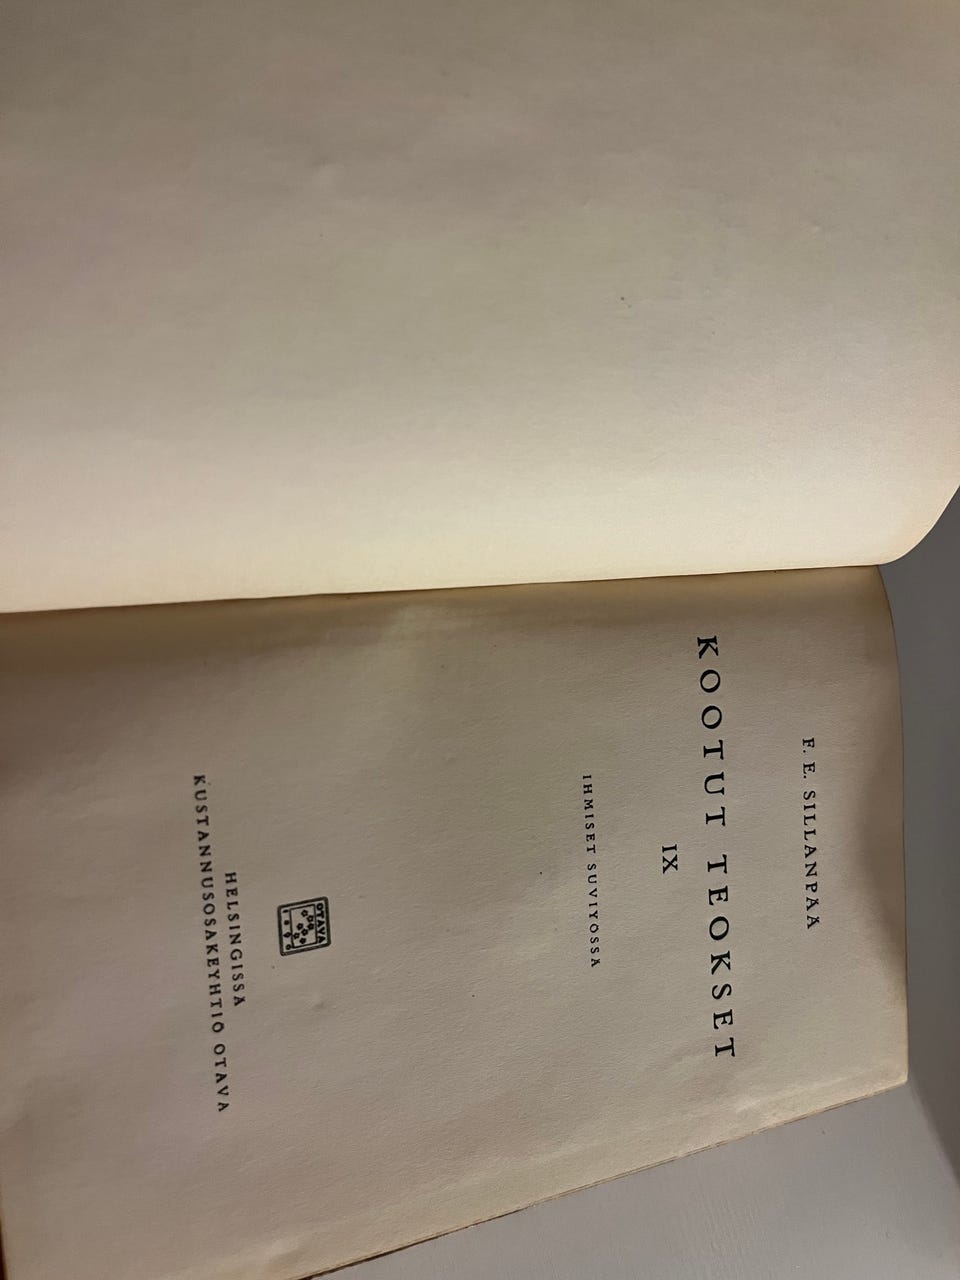 F. E. SILLANPÄÄ
KOOTUT TEOKSET
IX
IHMISET SUVIYÖSSÄ
OTAVA
HELSINGISSÄ
KUSTANNUSOSAKEYHTIÖ OTAVA